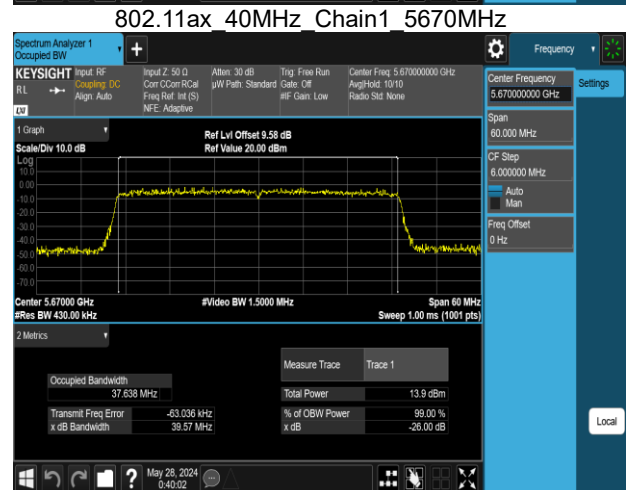 802.11ax_40MHz_Chain1_5670MHz
Spectrum Analyzer 1
Occupied BW
Frequency
KEYSIGHT Input: RF Input Z: 50 Ω Atten: 30 dB Trig: Free Run Center Freq: 5.670000000 GHz
RL Coupling: DC Corr CCorr RCal µW Path: Standard Gate: Off Avg|Hold: 10/10
Align: Auto Freq Ref: Int (S) #IF Gain: Low Radio Std: None
LXI NFE: Adaptive
Center Frequency
5.670000000 GHz
Settings
Span
60.000 MHz
CF Step
6.000000 MHz
Auto
Man
Freq Offset
0 Hz
1 Graph
Ref Lvl Offset 9.58 dB
Scale/Div 10.0 dB Ref Value 20.00 dBm
Log
10.0
0.00
-10.0
-20.0
-30.0
-40.0
-50.0
-60.0
-70.0
Center 5.67000 GHz #Video BW 1.5000 MHz Span 60 MHz
#Res BW 430.00 kHz Sweep 1.00 ms (1001 pts)
2 Metrics
Measure Trace Trace 1
Occupied Bandwidth
37.638 MHz
Total Power 13.9 dBm
Transmit Freq Error -63.036 kHz % of OBW Power 99.00 %
x dB Bandwidth 39.57 MHz x dB -26.00 dB
Local
? May 28, 2024
0:40:02